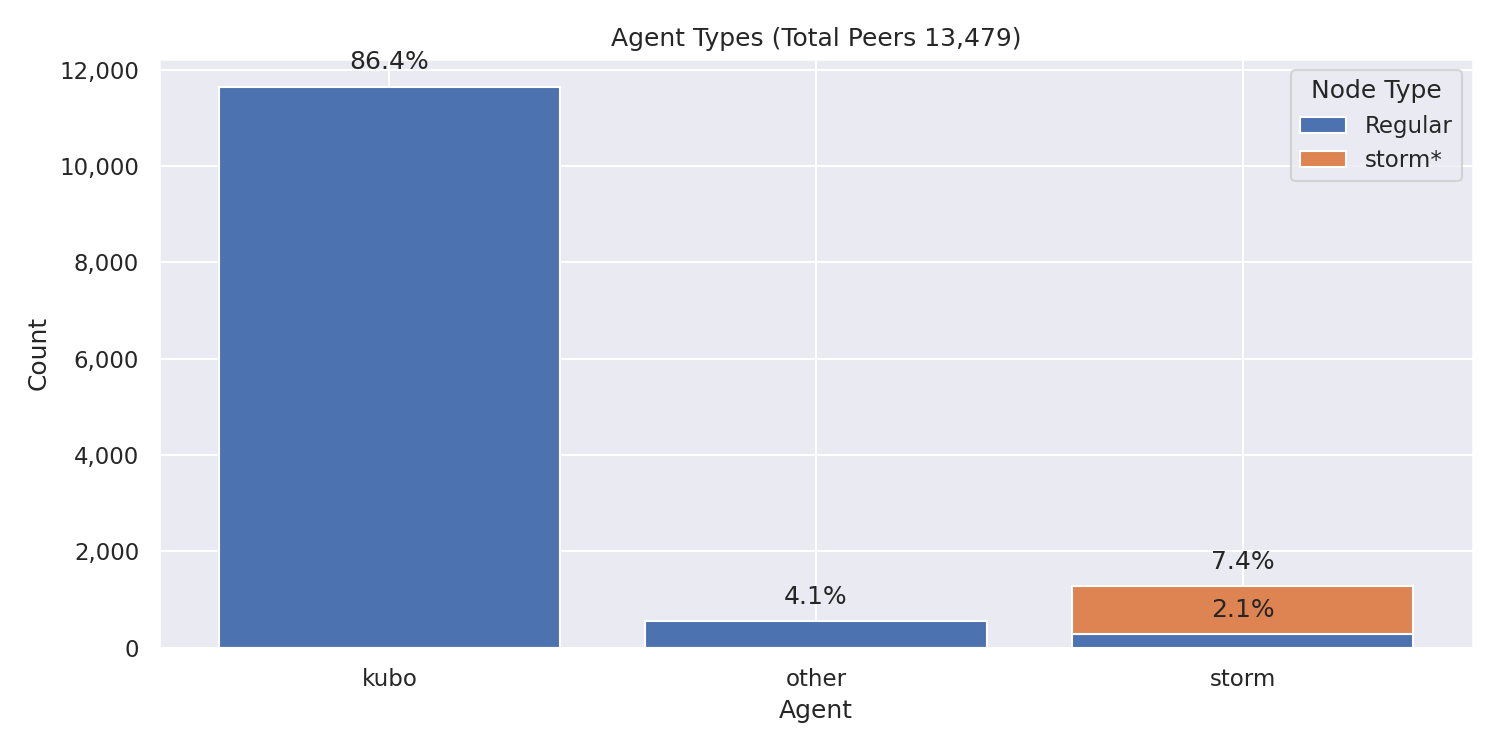 Agent Types (Total Peers 13,479)
86.4%
12,000
10,000
8,000
6,000
4,000
2,000
0
Count
4.1%
7.4%
2.1%
Node Type
Regular
storm*
kubo
other
storm
Agent